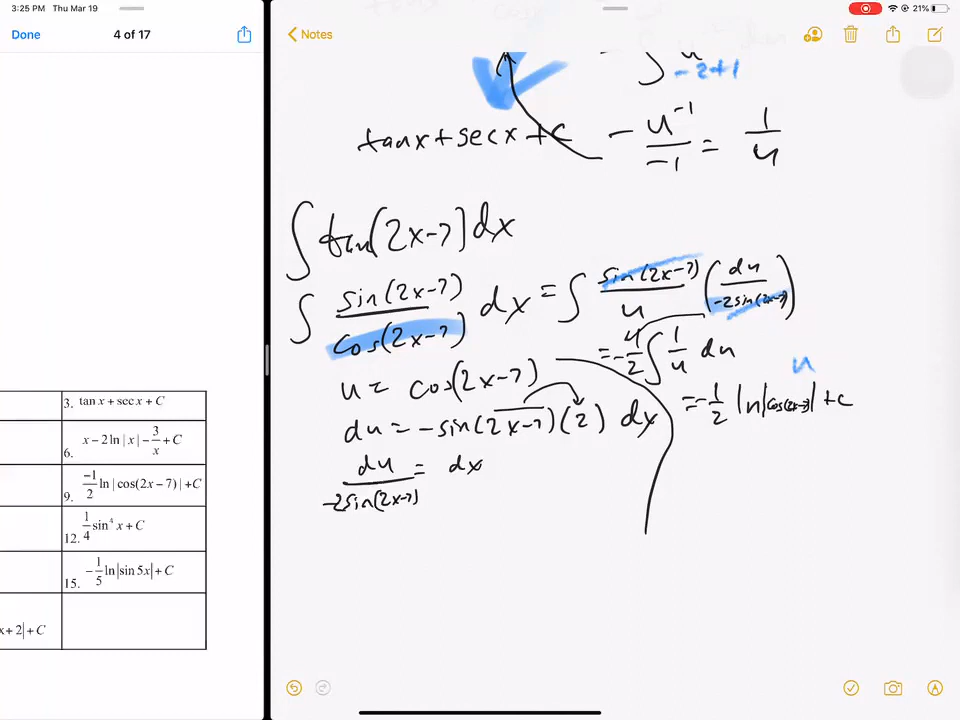 3:25 PM Thu Mar 19
21%
Done
4 of 17
Notes
-2+1
tan x + sec x + C
- u^-1 / -1 = 1/u
∫ tan(2x-7) dx
∫ sin(2x-7) / cos(2x-7) dx = ∫ sin(2x-7) / u ( du / -2sin(2x-7) )
= -1/2 ∫ 1/u du
u = cos(2x-7)
u
= -1/2 ln|cos(2x-7)| + C
du = -sin(2x-7)(2) dx
du / -2sin(2x-7) = dx
3. tan x + sec x + C
6. x - 2 ln | x | - 3/x + C
9. -1/2 ln | cos(2x - 7) | + C
12. 1/4 sin^4 x + C
15. -1/5 ln|sin 5x| + C
x + 2| + C